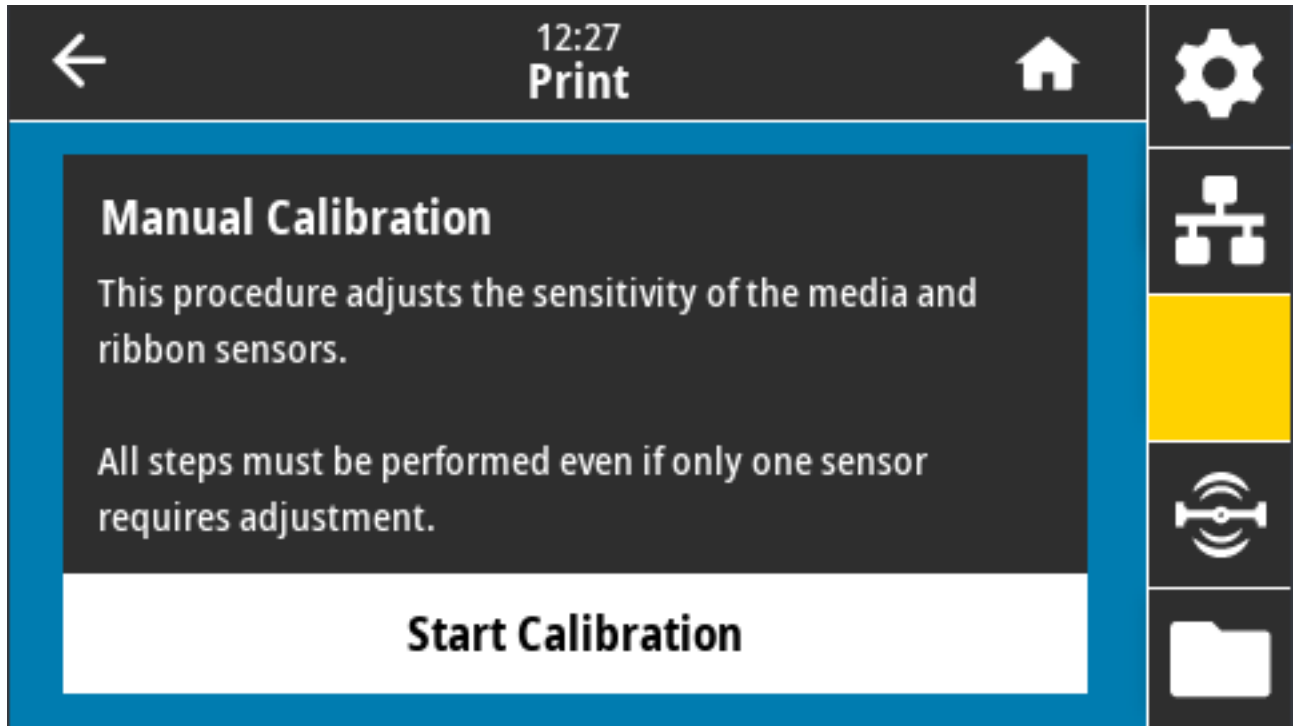 12:27
Print
Manual Calibration
This procedure adjusts the sensitivity of the media and
ribbon sensors.
All steps must be performed even if only one sensor
requires adjustment.
Start Calibration